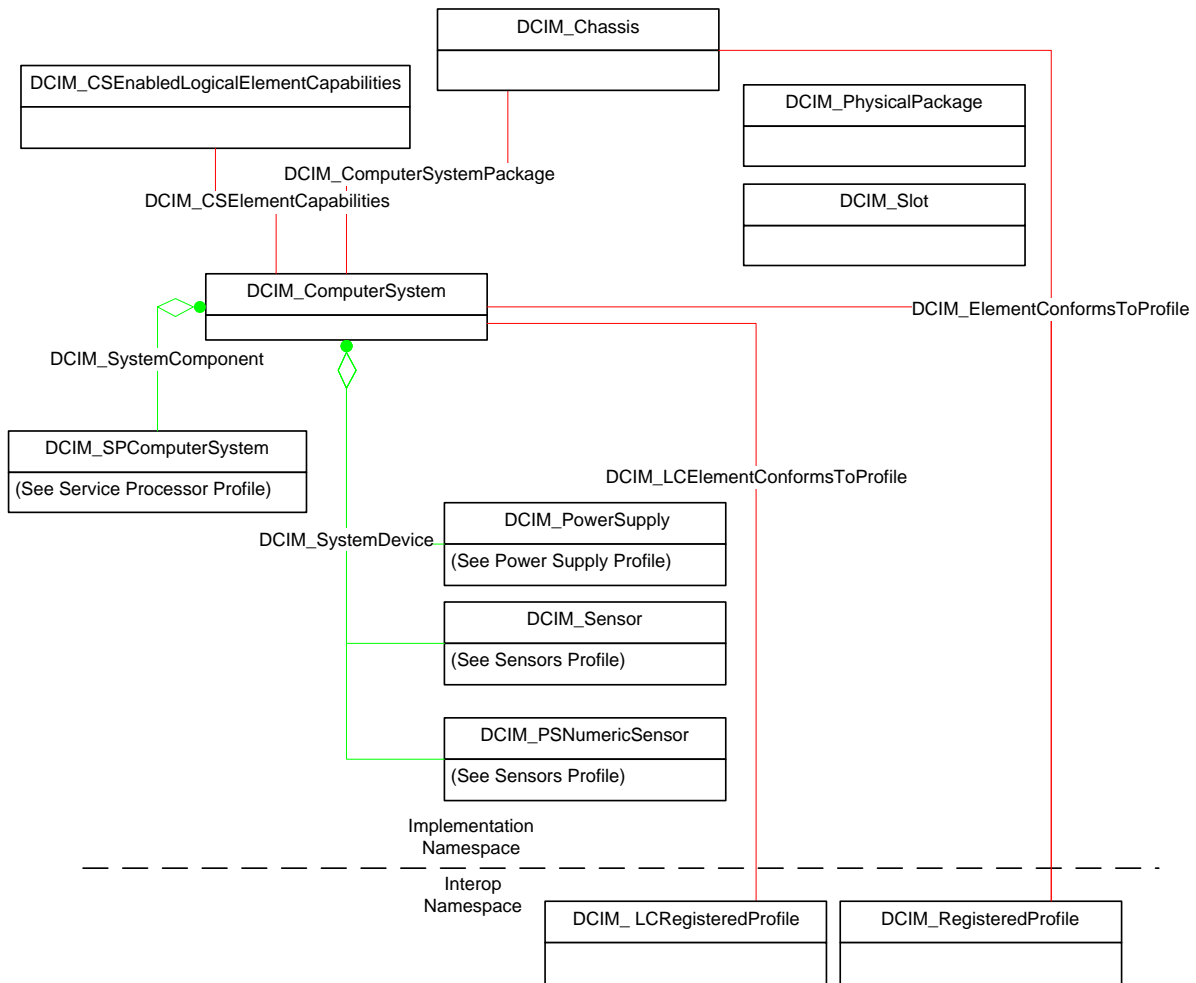 DCIM_Chassis
DCIM_CSEnabledLogicalElementCapabilities
DCIM_PhysicalPackage
DCIM_ComputerSystemPackage
DCIM_CSElementCapabilities
DCIM_Slot
DCIM_ComputerSystem
DCIM_ElementConformsToProfile
DCIM_SystemComponent
DCIM_SPComputerSystem
(See Service Processor Profile)
DCIM_LCElementConformsToProfile
DCIM_PowerSupply
(See Power Supply Profile)
DCIM_SystemDevice
DCIM_Sensor
(See Sensors Profile)
DCIM_PSNumericSensor
(See Sensors Profile)
Implementation
Namespace
Interop
Namespace
DCIM_ LCRegisteredProfile
DCIM_RegisteredProfile